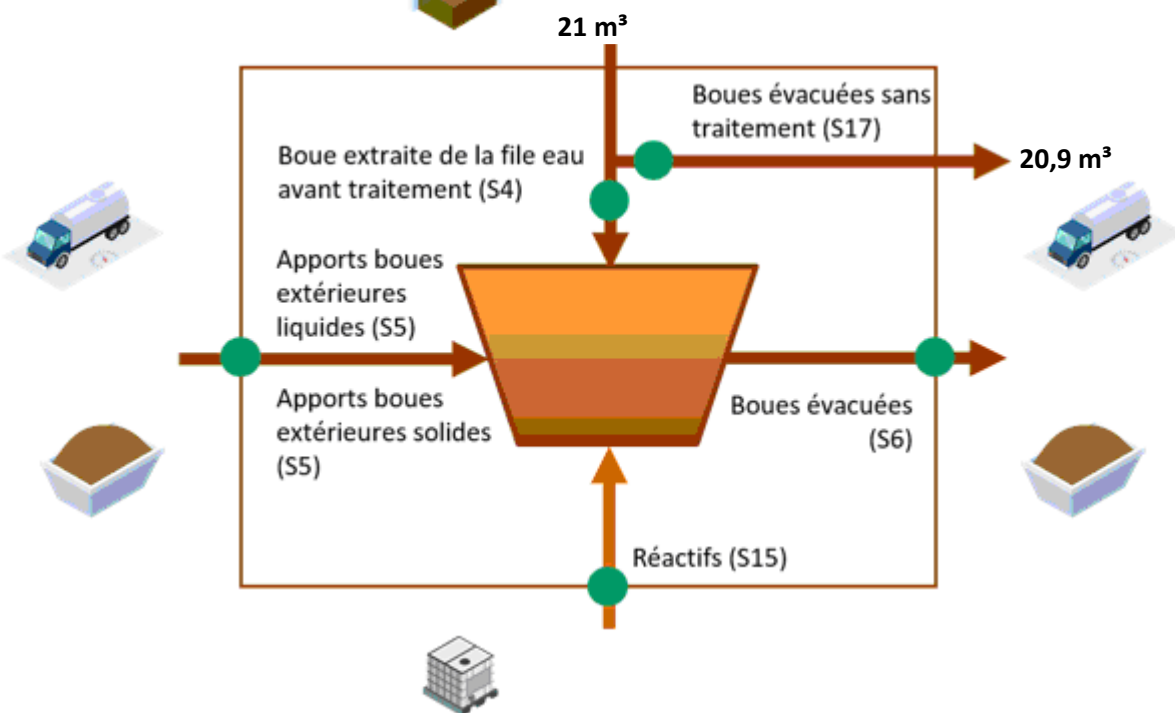 21 m³
Boues évacuées sans
traitement (S17)
20,9 m³
Boue extraite de la file eau
avant traitement (S4)
Apports boues
extérieures
liquides (S5)
Apports boues
extérieures solides
(S5)
Boues évacuées
(S6)
Réactifs (S15)